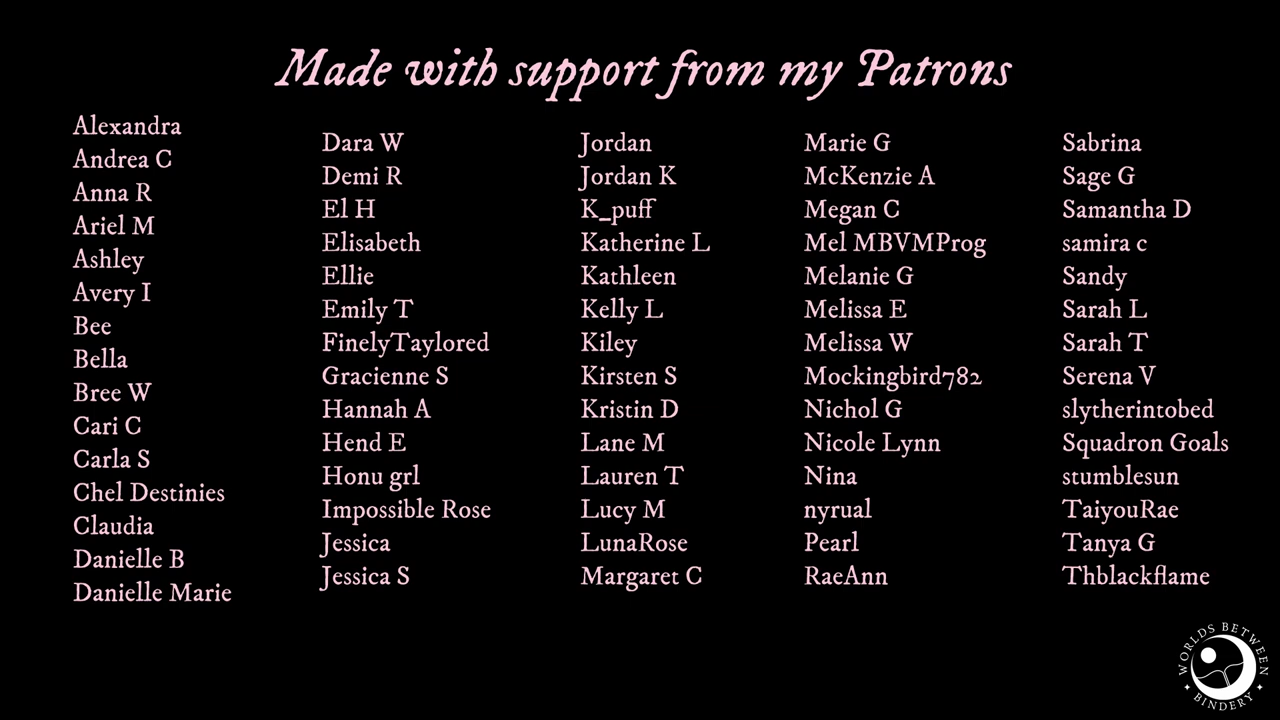 Made with support from my Patrons
Alexandra
Andrea C
Anna R
Ariel M
Ashley
Avery I
Bee
Bella
Bree W
Cari C
Carla S
Chel Destinies
Claudia
Danielle B
Danielle Marie
Dara W
Demi R
El H
Elisabeth
Ellie
Emily T
FinelyTaylored
Gracienne S
Hannah A
Hend E
Honu grl
Impossible Rose
Jessica
Jessica S
Jordan
Jordan K
K_puff
Katherine L
Kathleen
Kelly L
Kiley
Kirsten S
Kristin D
Lane M
Lauren T
Lucy M
LunaRose
Margaret C
Marie G
McKenzie A
Megan C
Mel MBVMProg
Melanie G
Melissa E
Melissa W
Mockingbird782
Nichol G
Nicole Lynn
Nina
nyrual
Pearl
RaeAnn
Sabrina
Sage G
Samantha D
samira c
Sandy
Sarah L
Sarah T
Serena V
slytherintobed
Squadron Goals
stumblesun
TaiyouRae
Tanya G
Thblackflame
WORLDS BETWEEN
BINDERY